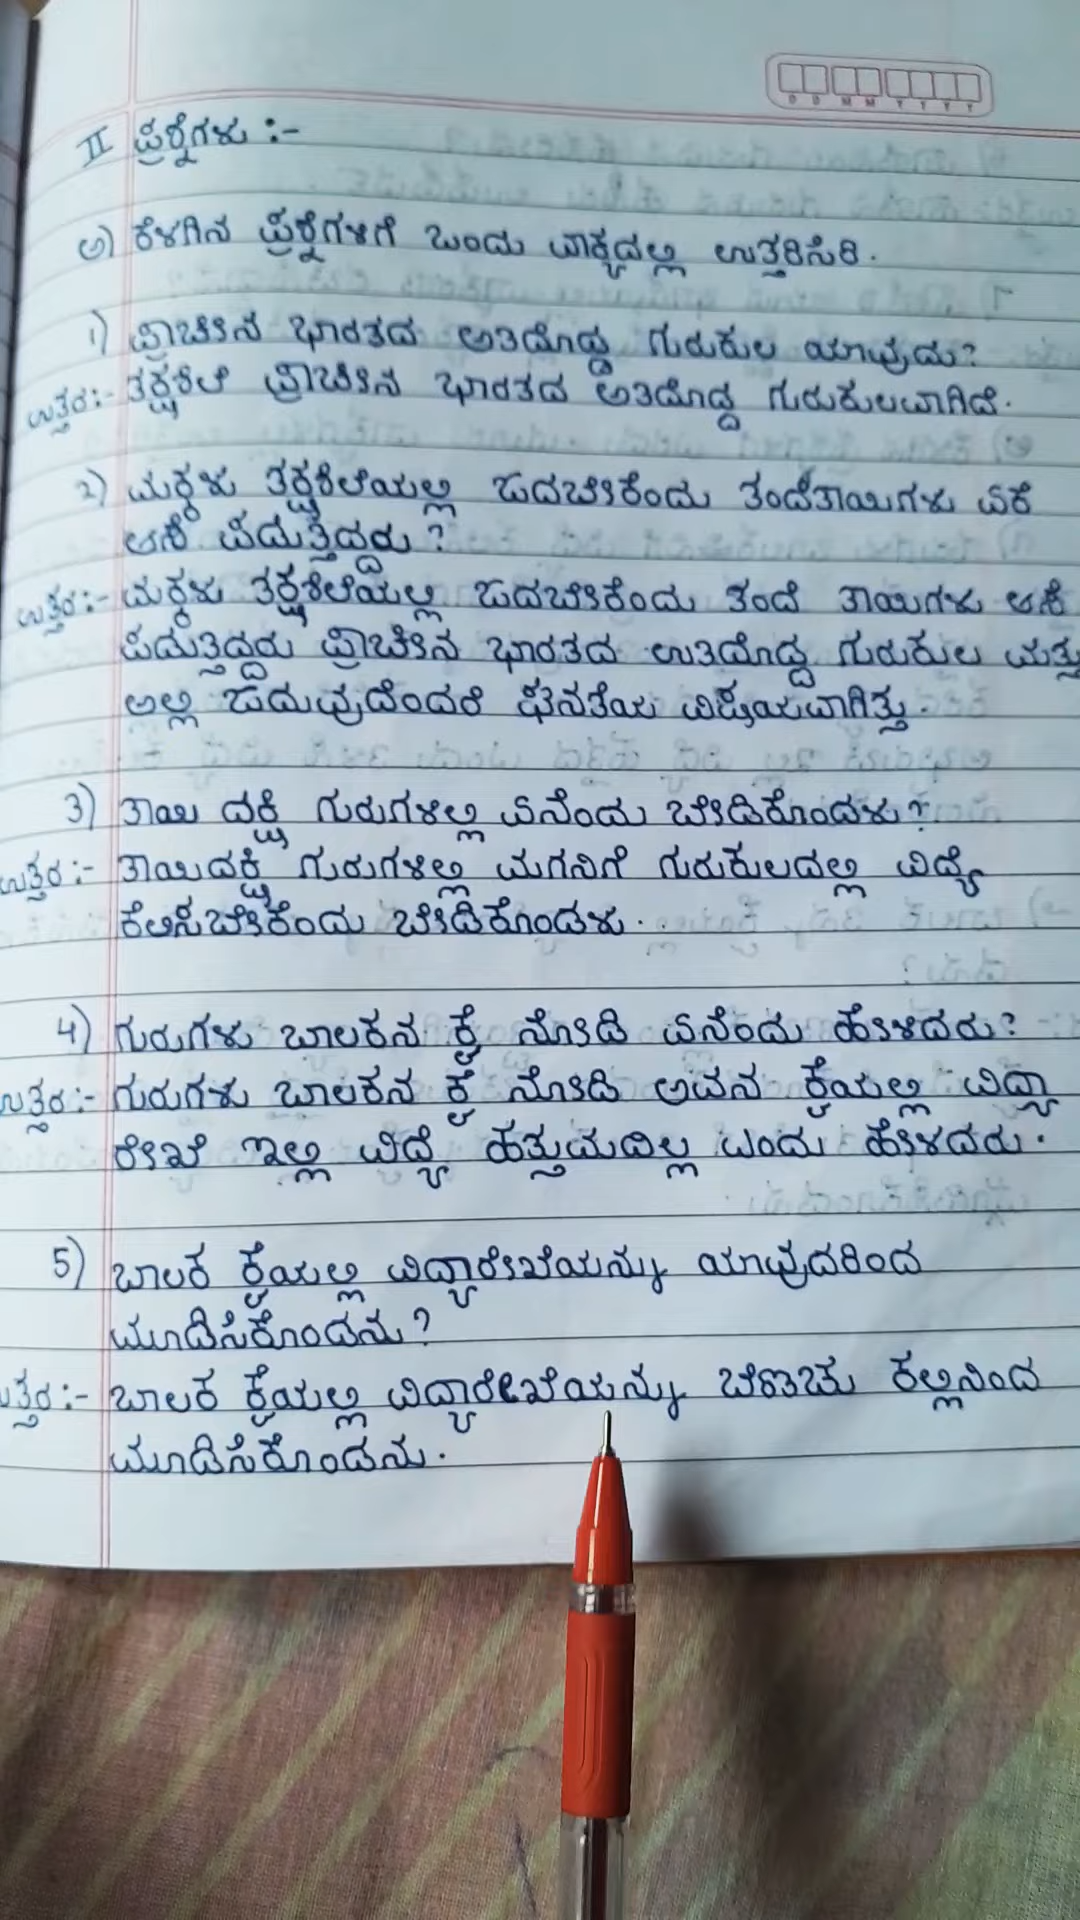 II ಪ್ರಶ್ನೆಗಳು :-
ಅ) ಕೆಳಗಿನ ಪ್ರಶ್ನೆಗಳಿಗೆ ಒಂದು ವಾಕ್ಯದಲ್ಲಿ ಉತ್ತರಿಸಿರಿ.
1) ಪ್ರಾಚೀನ ಭಾರತದ ಅತಿದೊಡ್ಡ ಗುರುಕುಲ ಯಾವುದು?
ಉತ್ತರ:- ತಕ್ಷಶಿಲೆ ಪ್ರಾಚೀನ ಭಾರತದ ಅತಿದೊಡ್ಡ ಗುರುಕುಲವಾಗಿದೆ.
2) ಮಕ್ಕಳು ತಕ್ಷಶಿಲೆಯಲ್ಲಿ ಓದಬೇಕೆಂದು ತಂದೆತಾಯಿಗಳು ಏಕೆ
ಆಸೆ ಪಡುತ್ತಿದ್ದರು?
ಉತ್ತರ:- ಮಕ್ಕಳು ತಕ್ಷಶಿಲೆಯಲ್ಲಿ ಓದಬೇಕೆಂದು ತಂದೆ ತಾಯಿಗಳು ಆಸೆ
ಪಡುತ್ತಿದ್ದರು ಪ್ರಾಚೀನ ಭಾರತದ ಅತಿದೊಡ್ಡ ಗುರುಕುಲ ಮತ್ತು
ಅಲ್ಲಿ ಓದುವುದೆಂದರೆ ಘನತೆಯ ವಿಷಯವಾಗಿತ್ತು.
3) ತಾಯಿ ದಕ್ಷಿ ಗುರುಗಳಲ್ಲಿ ಏನೆಂದು ಬೇಡಿಕೊಂಡಳು?
ಉತ್ತರ:- ತಾಯಿದಕ್ಷಿ ಗುರುಗಳಲ್ಲಿ ಮಗನಿಗೆ ಗುರುಕುಲದಲ್ಲಿ ವಿದ್ಯೆ
ಕಲಿಸಬೇಕೆಂದು ಬೇಡಿಕೊಂಡಳು.
4) ಗುರುಗಳು ಬಾಲಕನ ಕೈ ನೋಡಿ ಏನೆಂದು ಹೇಳಿದರು?
ಉತ್ತರ:- ಗುರುಗಳು ಬಾಲಕನ ಕೈ ನೋಡಿ ಅವನ ಕೈಯಲ್ಲಿ ವಿದ್ಯಾ
ರೇಖೆ ಇಲ್ಲ ವಿದ್ಯೆ ಹತ್ತುವುದಿಲ್ಲ ಎಂದು ಹೇಳಿದರು.
5) ಬಾಲಕ ಕೈಯಲ್ಲಿ ವಿದ್ಯಾರೇಖೆಯನ್ನು ಯಾವುದರಿಂದ
ಮೂಡಿಸಿಕೊಂಡನು?
ಉತ್ತರ:- ಬಾಲಕ ಕೈಯಲ್ಲಿ ವಿದ್ಯಾರೇಖೆಯನ್ನು ಬೆಣಚು ಕಲ್ಲಿನಿಂದ
ಮೂಡಿಸಿಕೊಂಡನು.